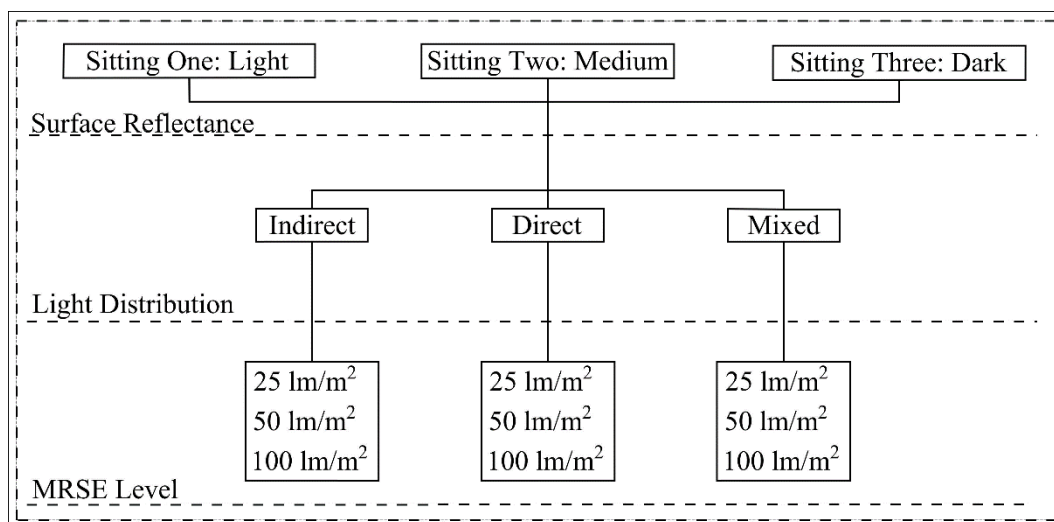 Sitting One: Light
Sitting Two: Medium
Sitting Three: Dark
Surface Reflectance
Indirect
Direct
Mixed
Light Distribution
25 lm/m²
50 lm/m²
100 lm/m²
25 lm/m²
50 lm/m²
100 lm/m²
25 lm/m²
50 lm/m²
100 lm/m²
MRSE Level